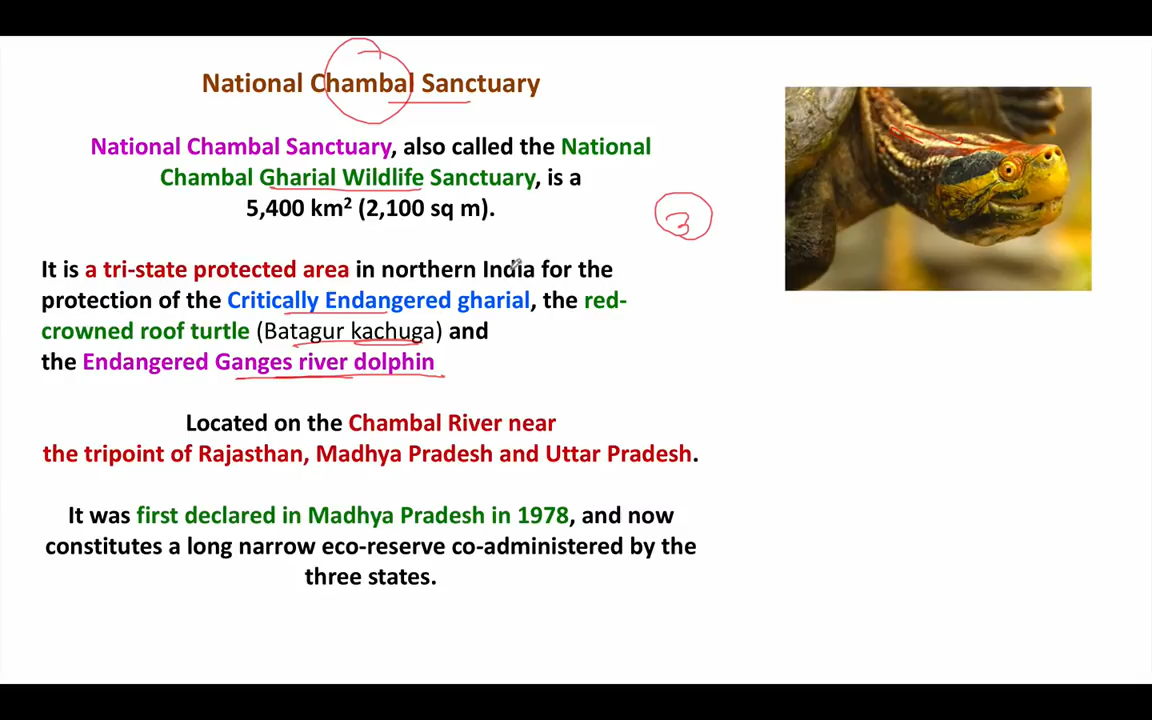 National Chambal Sanctuary
National Chambal Sanctuary, also called the National
Chambal Gharial Wildlife Sanctuary, is a
5,400 km² (2,100 sq m).
3
It is a tri-state protected area in northern India for the
protection of the Critically Endangered gharial, the red-
crowned roof turtle (Batagur kachuga) and
the Endangered Ganges river dolphin
Located on the Chambal River near
the tripoint of Rajasthan, Madhya Pradesh and Uttar Pradesh.
It was first declared in Madhya Pradesh in 1978, and now
constitutes a long narrow eco-reserve co-administered by the
three states.